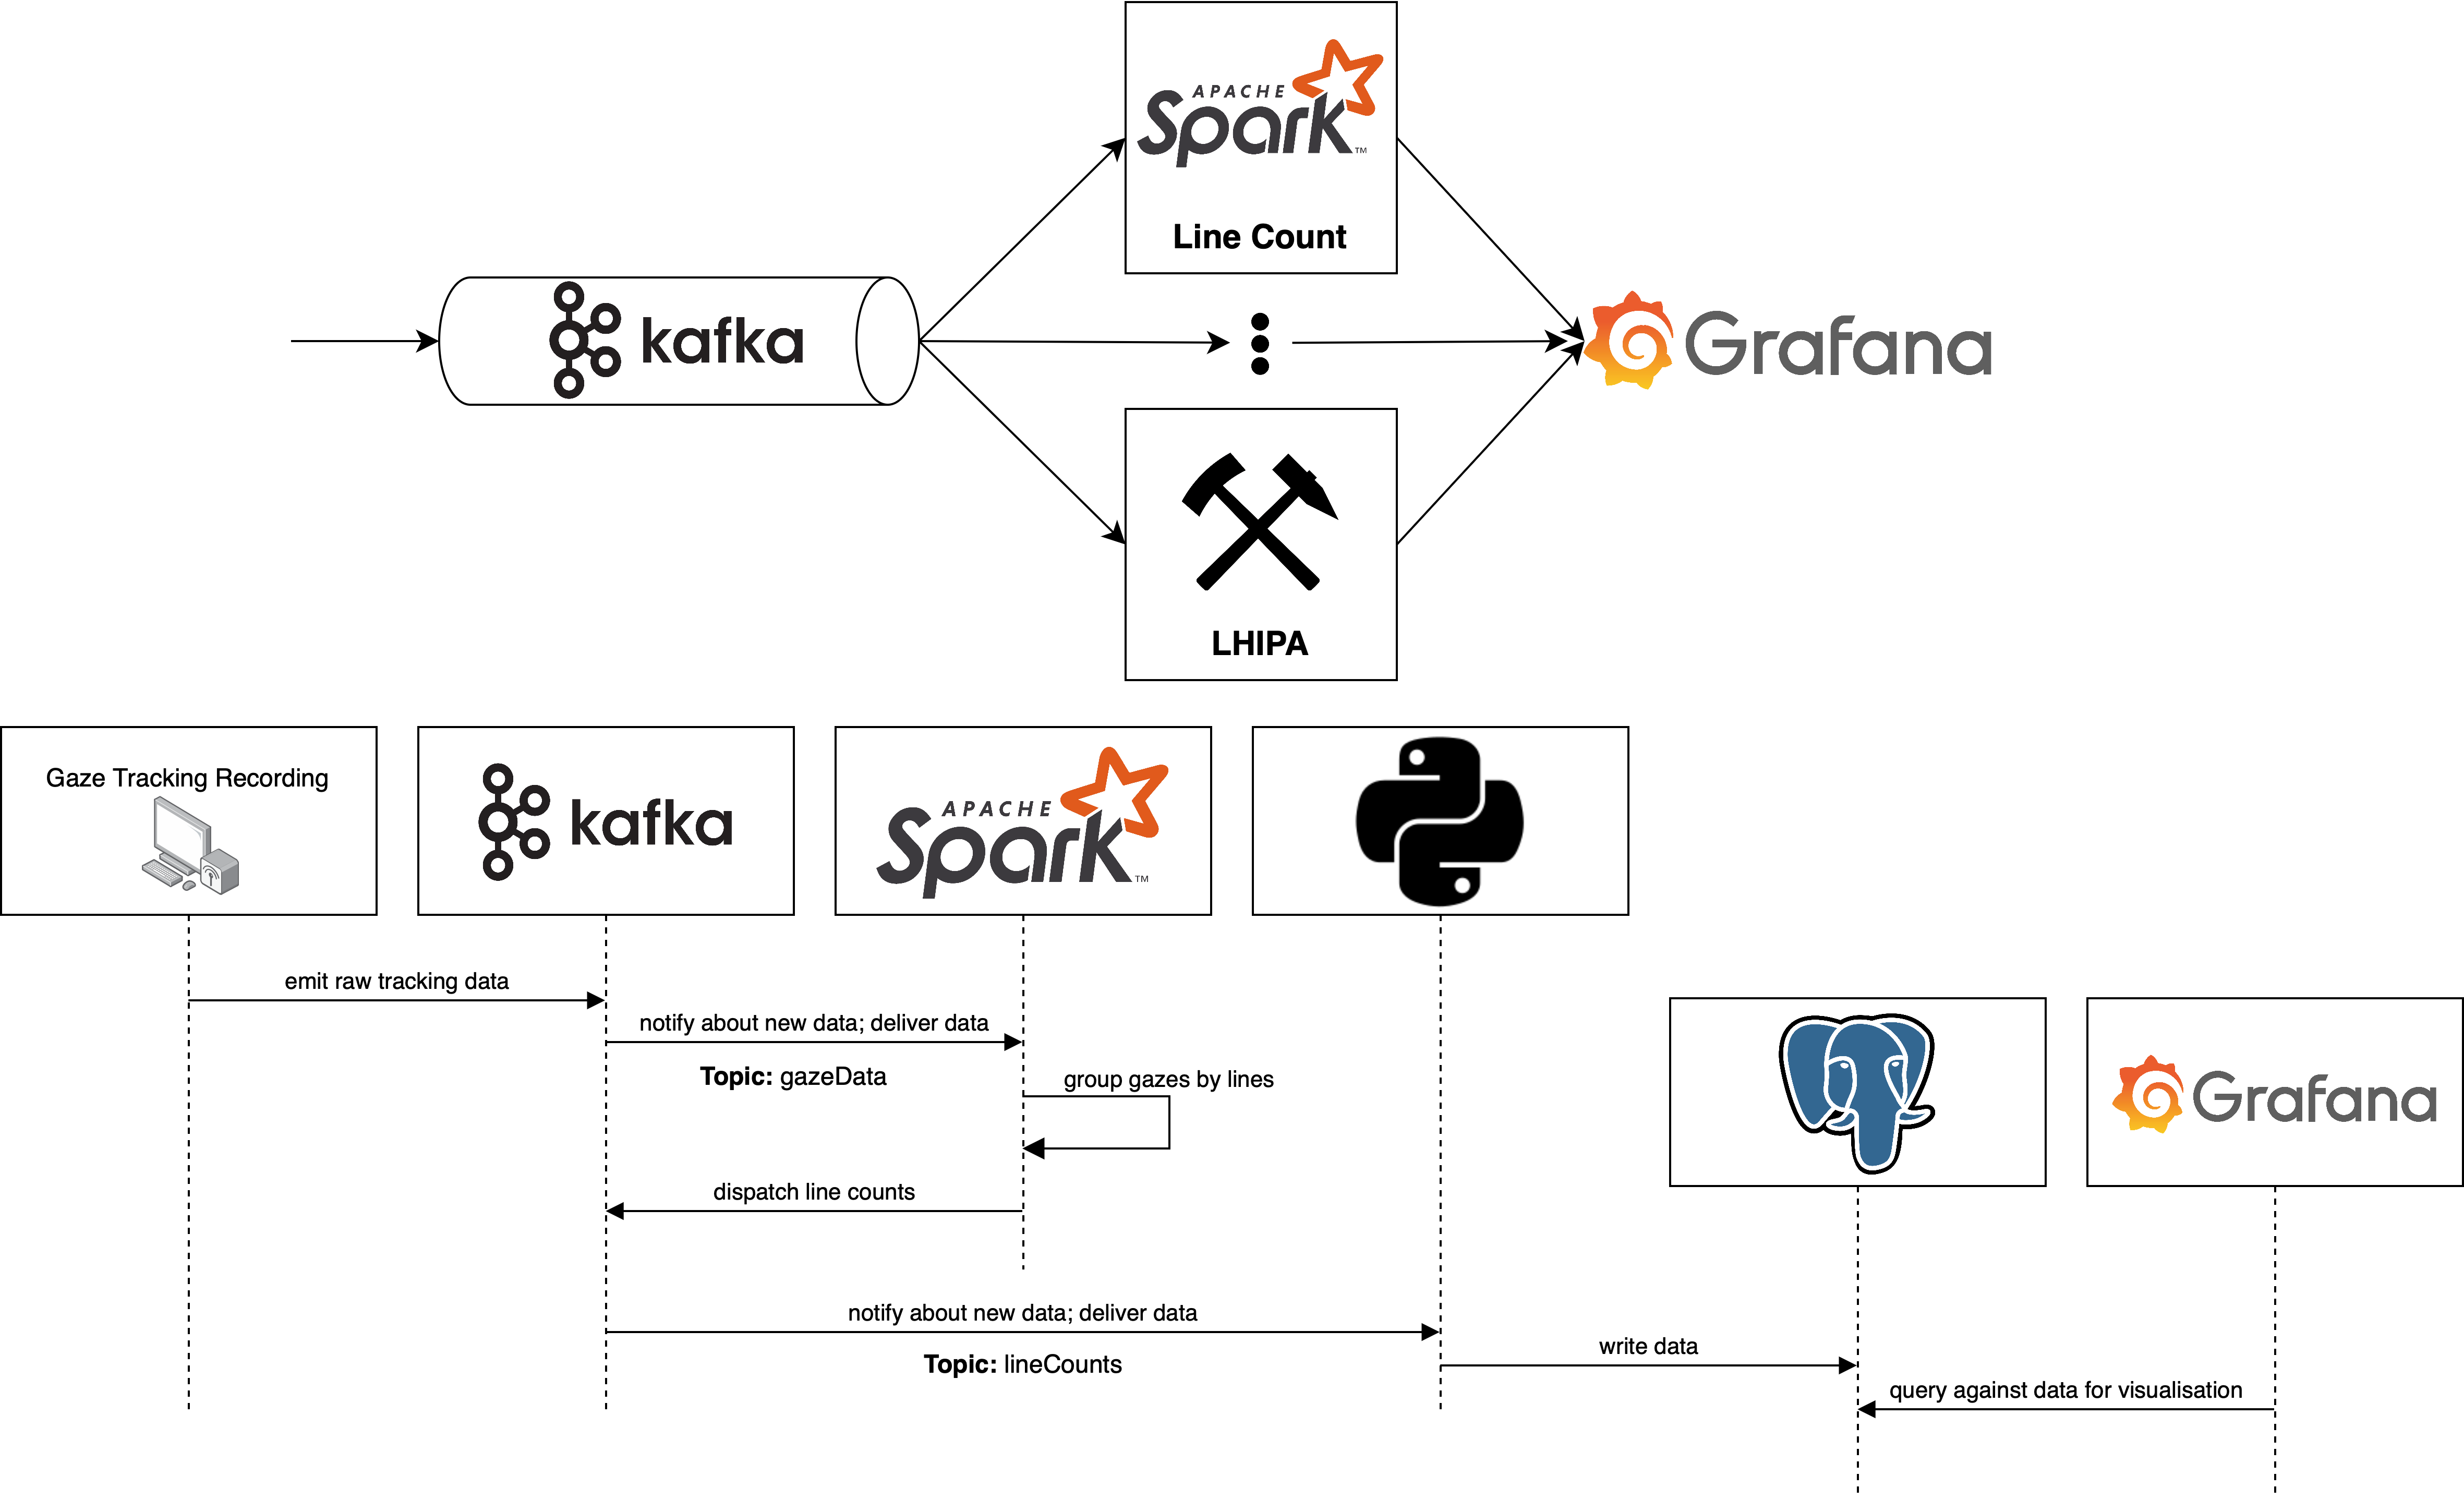 APACHE
Spark™
Line Count
kafka
Grafana
LHIPA
Gaze Tracking Recording
kafka
APACHE
Spark™
emit raw tracking data
notify about new data; deliver data
Topic: gazeData
group gazes by lines
Grafana
dispatch line counts
notify about new data; deliver data
Topic: lineCounts
write data
query against data for visualisation